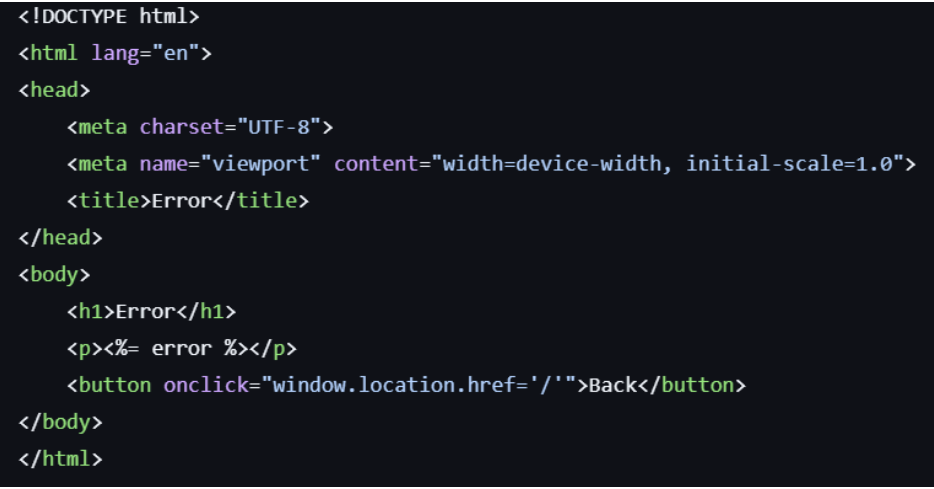 <!DOCTYPE html>
<html lang="en">
<head>
    <meta charset="UTF-8">
    <meta name="viewport" content="width=device-width, initial-scale=1.0">
    <title>Error</title>
</head>
<body>
    <h1>Error</h1>
    <p><%= error %></p>
    <button onclick="window.location.href='/'">Back</button>
</body>
</html>